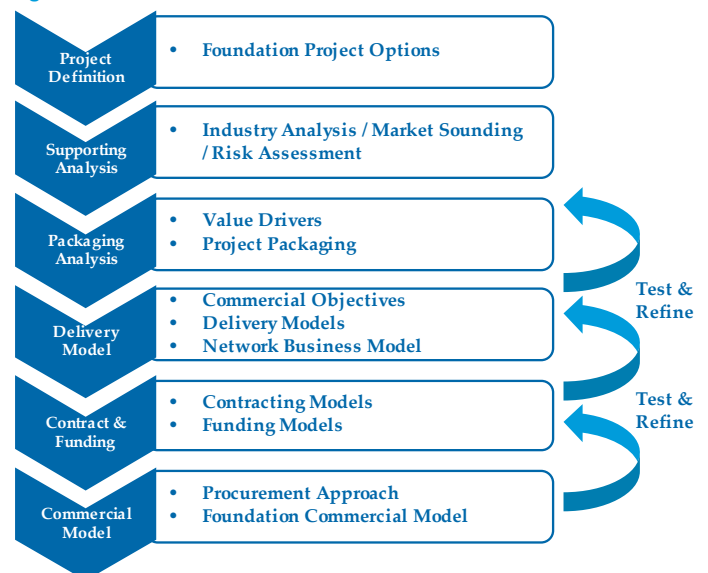 Project
Definition
• Foundation Project Options
Supporting
Analysis
• Industry Analysis / Market Sounding
/ Risk Assessment
Packaging
Analysis
• Value Drivers
• Project Packaging
Delivery
Model
• Commercial Objectives
• Delivery Models
• Network Business Model
Test &
Refine
Contract &
Funding
• Contracting Models
• Funding Models
Test &
Refine
Commercial
Model
• Procurement Approach
• Foundation Commercial Model